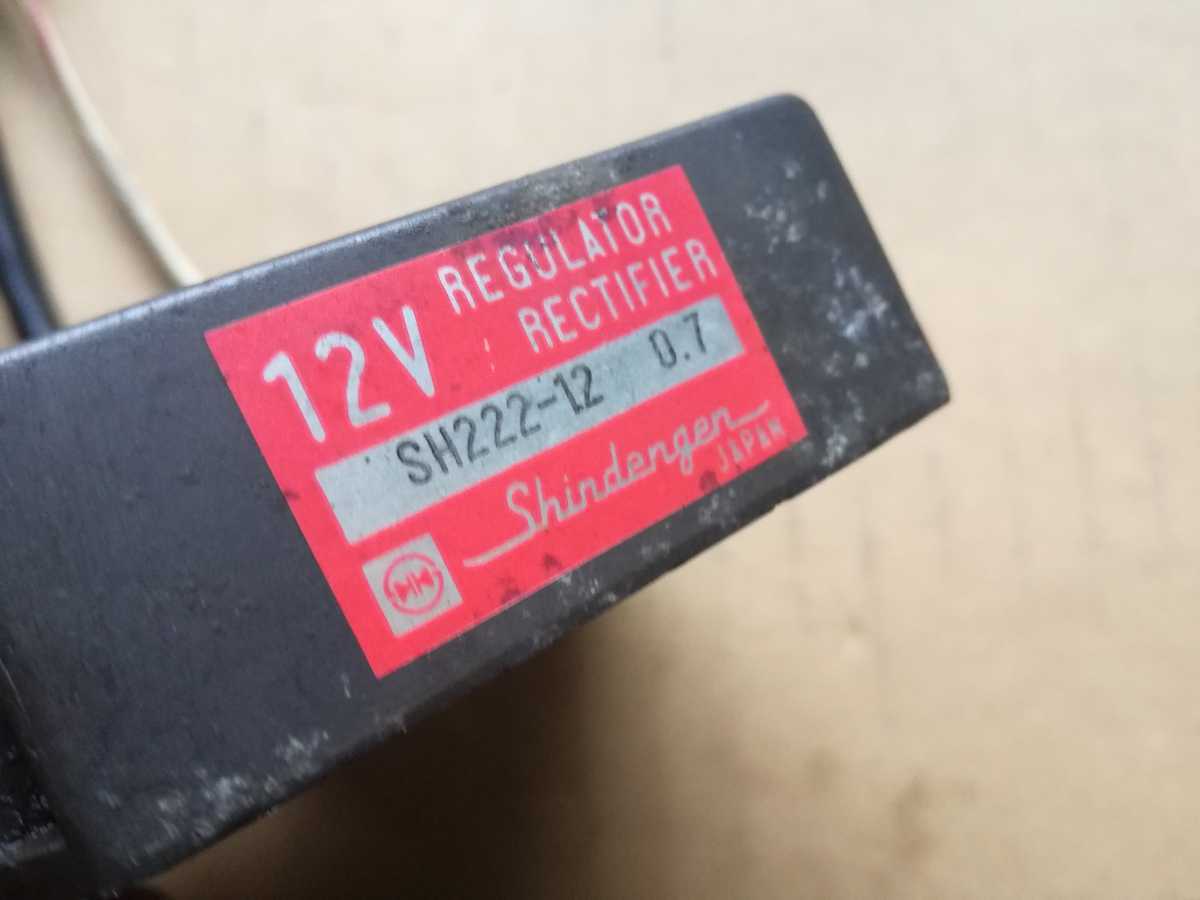 12V REGULATOR
RECTIFIER
SH222-12 0.7
Shindengen
JAPAN